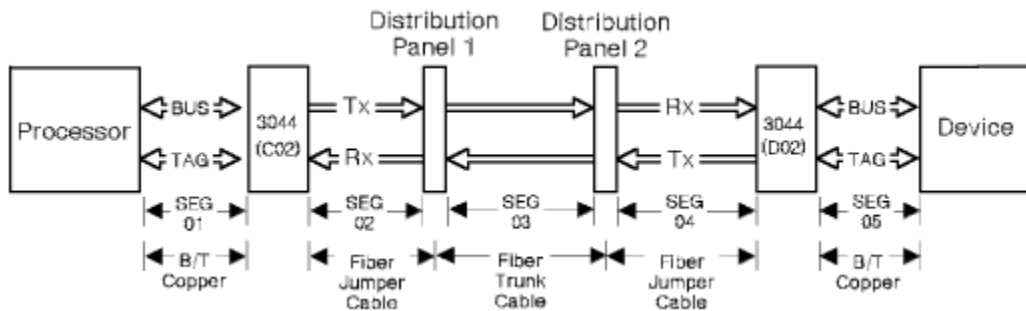 Distribution
Panel 1
Distribution
Panel 2
Processor
BUS
TAG
3044
(C02)
Tx
Rx
Rx
Tx
3044
(D02)
BUS
TAG
Device
SEG
01
SEG
02
SEG
03
SEG
04
SEG
05
B/T
Copper
Fiber
Jumper
Cable
Fiber
Trunk
Cable
Fiber
Jumper
Cable
B/T
Copper